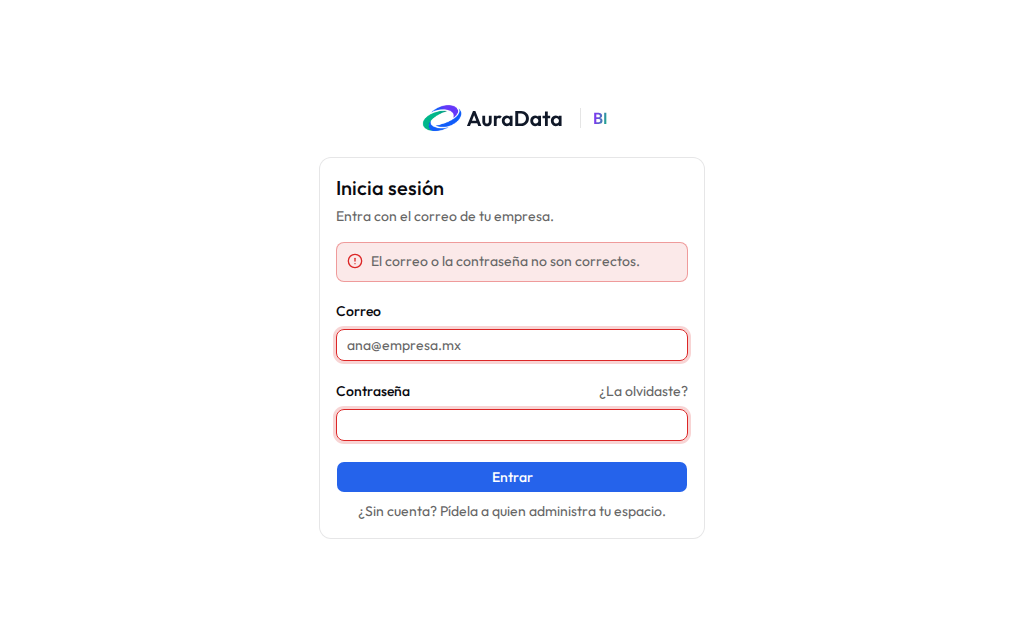 AuraData BI
Inicia sesión
Entra con el correo de tu empresa.
El correo o la contraseña no son correctos.
Correo
ana@empresa.mx
Contraseña ¿La olvidaste?
Entrar
¿Sin cuenta? Pídela a quien administra tu espacio.